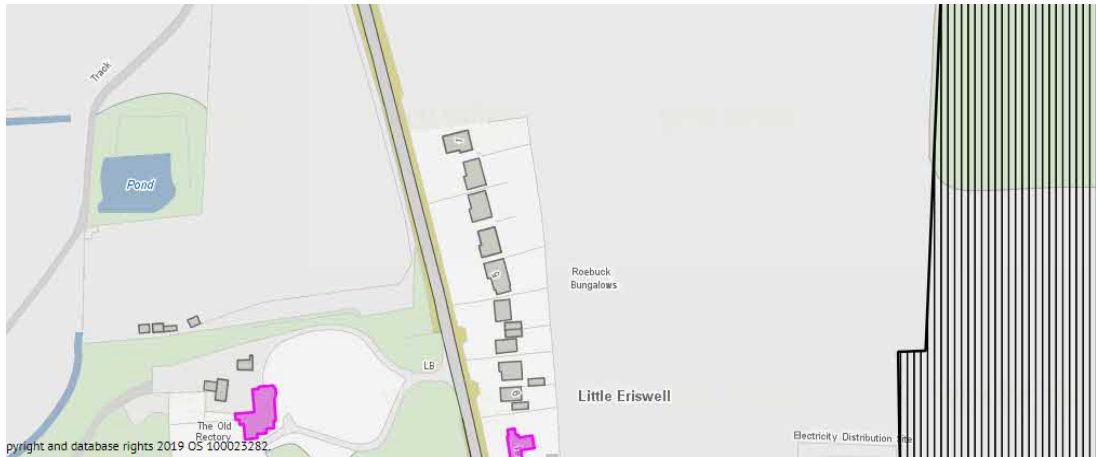 Track
Pond
Roebuck
Bungalows
LB
Little Eriswell
The Old
Rectory
Electricity Distribution Site
pyright and database rights 2019 OS 100023282.